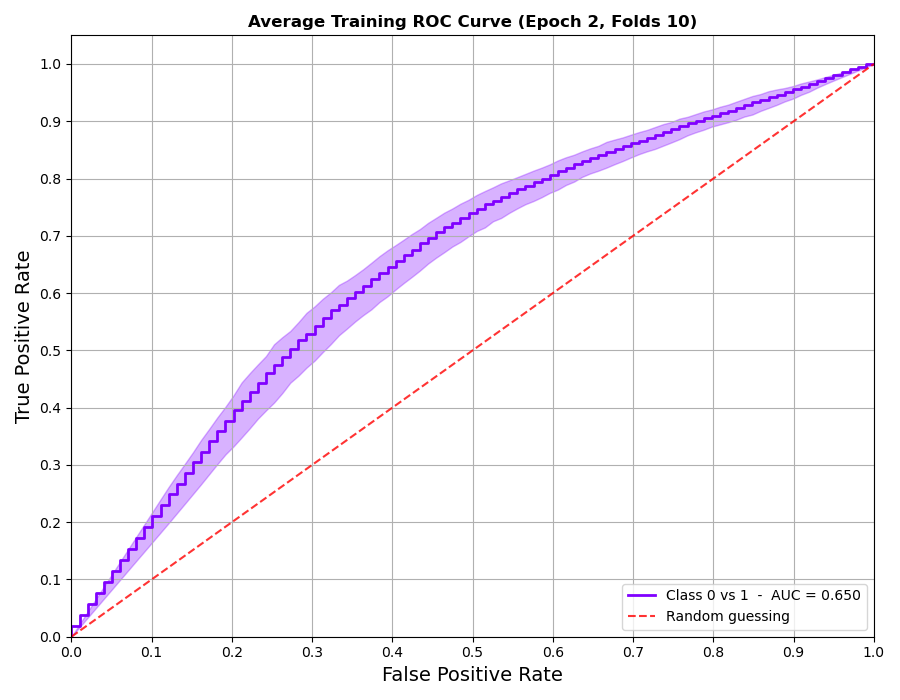 Average Training ROC Curve (Epoch 2, Folds 10)
True Positive Rate
1.0
0.9
0.8
0.7
0.6
0.5
0.4
0.3
0.2
0.1
0.0
Class 0 vs 1 - AUC = 0.650
Random guessing
0.0 0.1 0.2 0.3 0.4 0.5 0.6 0.7 0.8 0.9 1.0
False Positive Rate